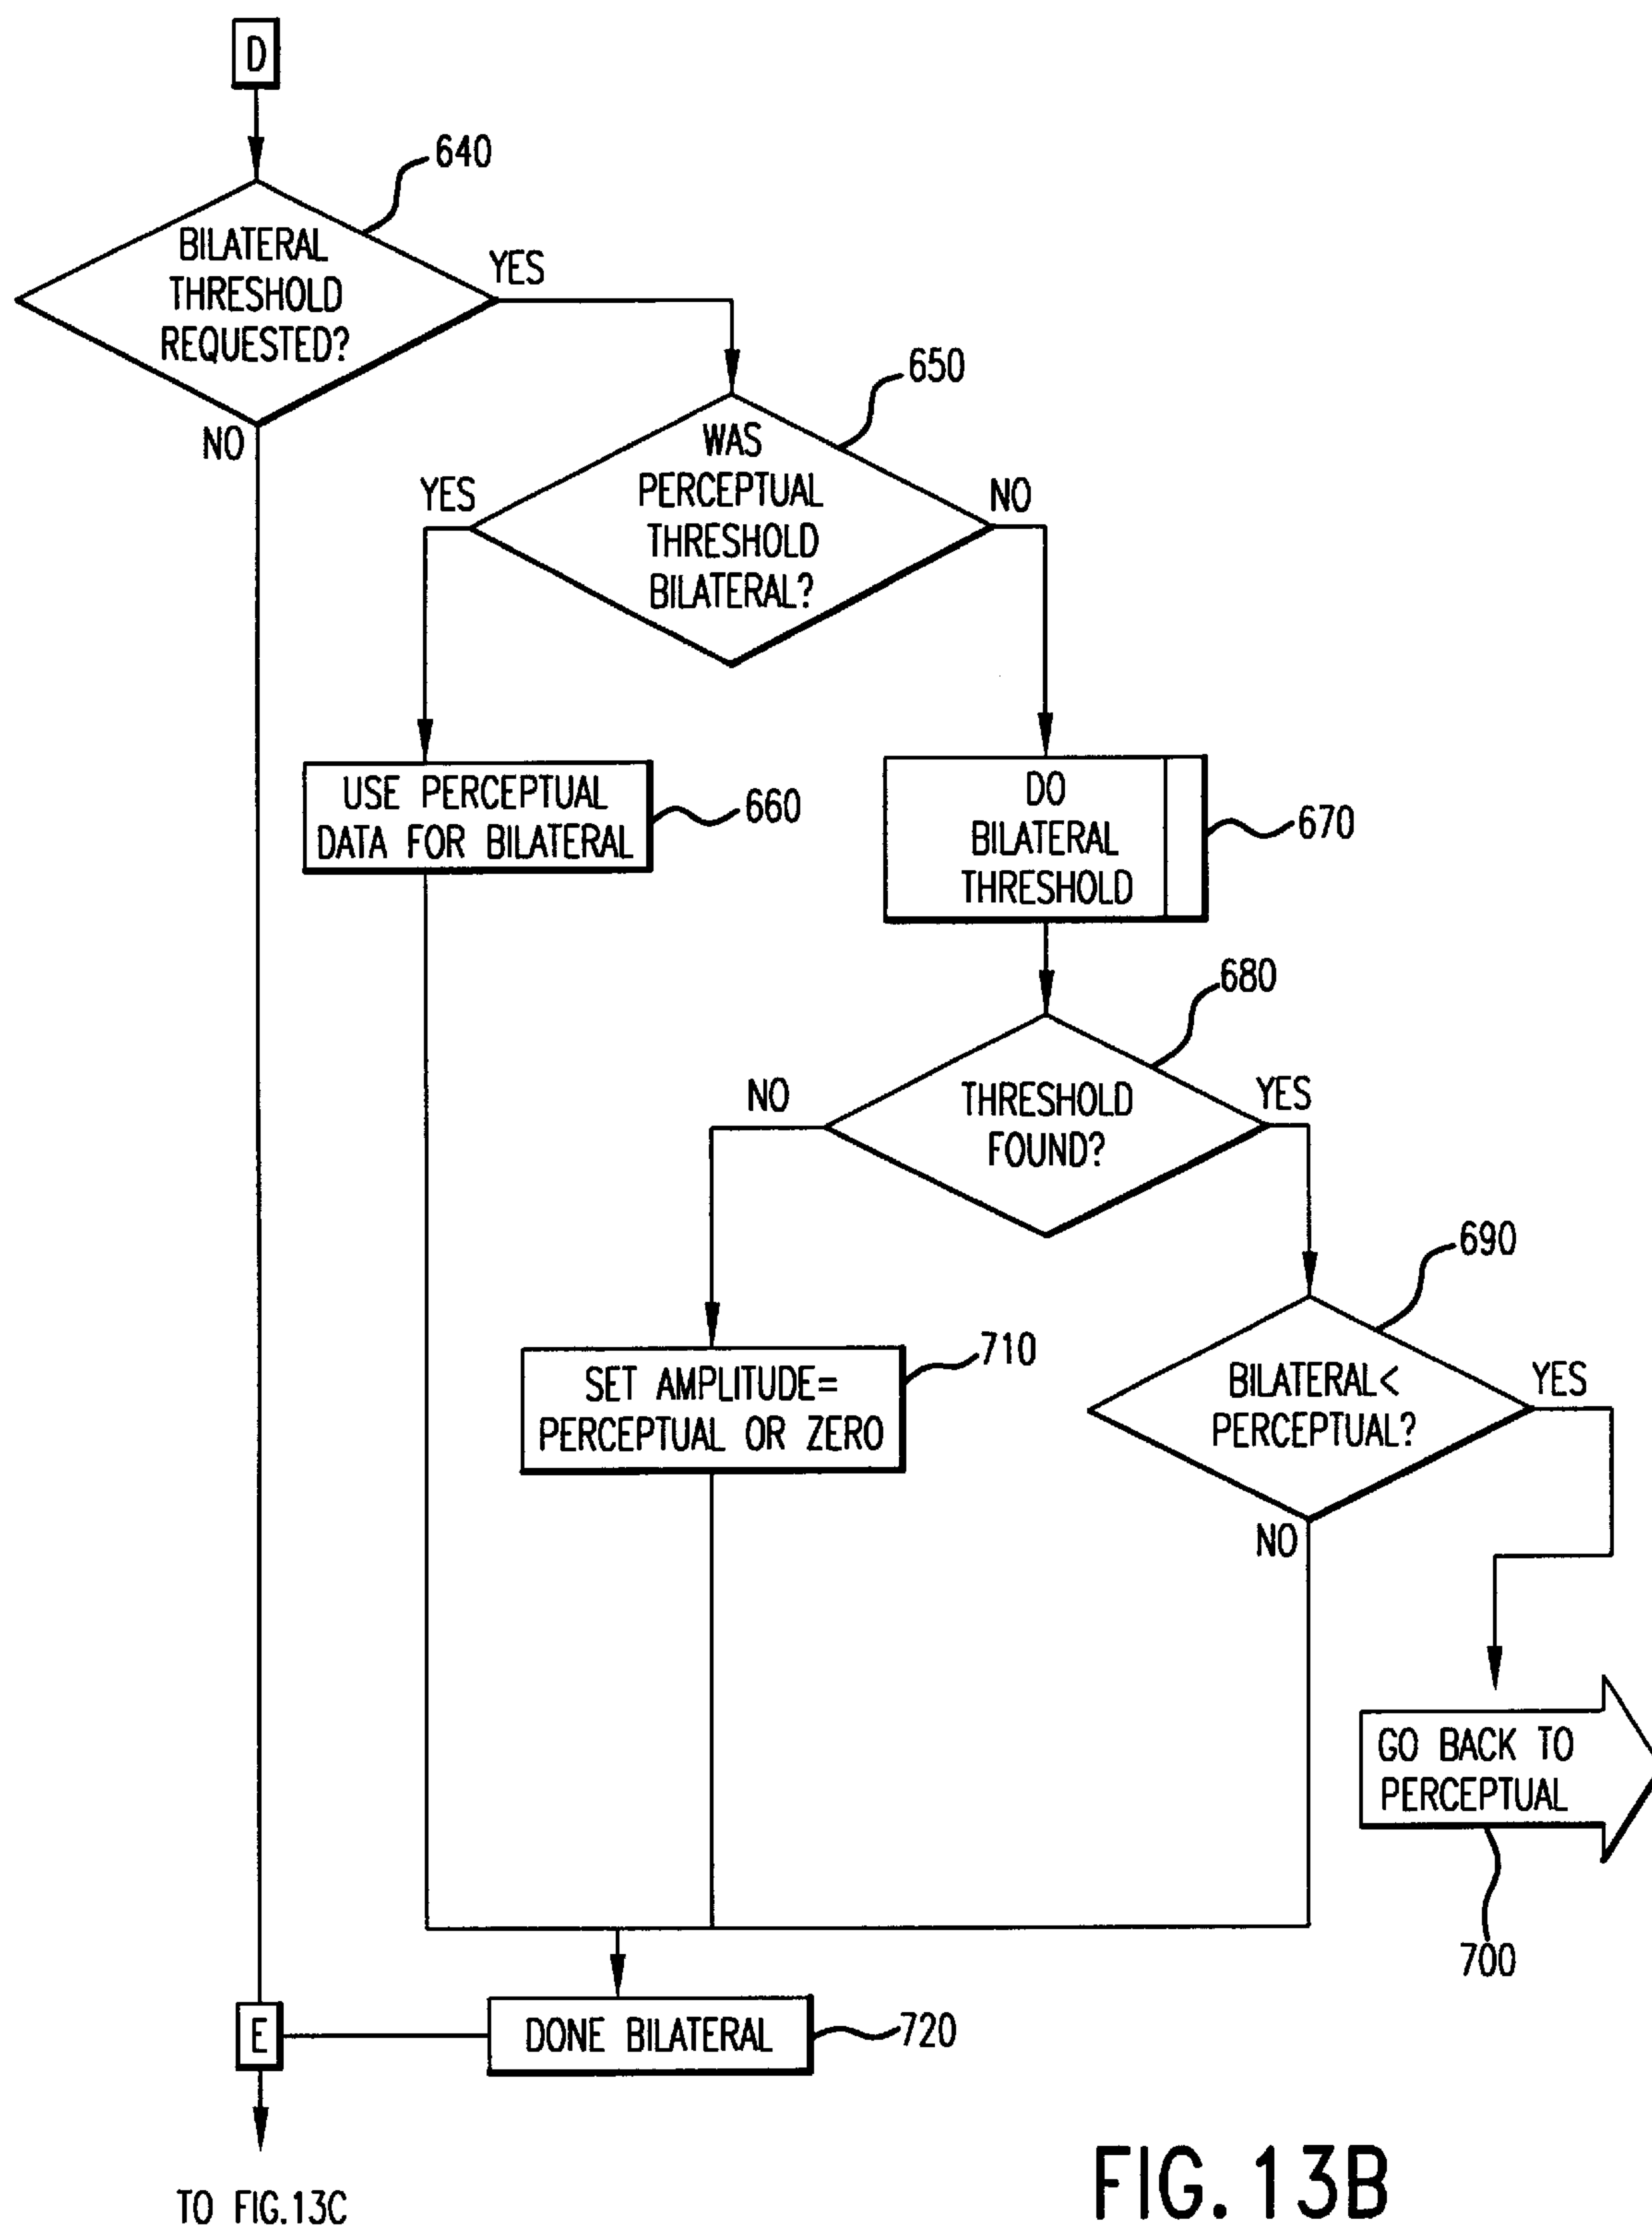 D
640
BILATERAL
THRESHOLD
REQUESTED?
YES
NO
650
WAS
PERCEPTUAL
THRESHOLD
BILATERAL?
YES
NO
USE PERCEPTUAL
DATA FOR BILATERAL
660
DO
BILATERAL
THRESHOLD
670
680
THRESHOLD
FOUND?
NO
YES
690
BILATERAL<
PERCEPTUAL?
YES
NO
SET AMPLITUDE=
PERCEPTUAL OR ZERO
710
GO BACK TO
PERCEPTUAL
700
E
DONE BILATERAL
720
TO FIG.13C
FIG. 13B